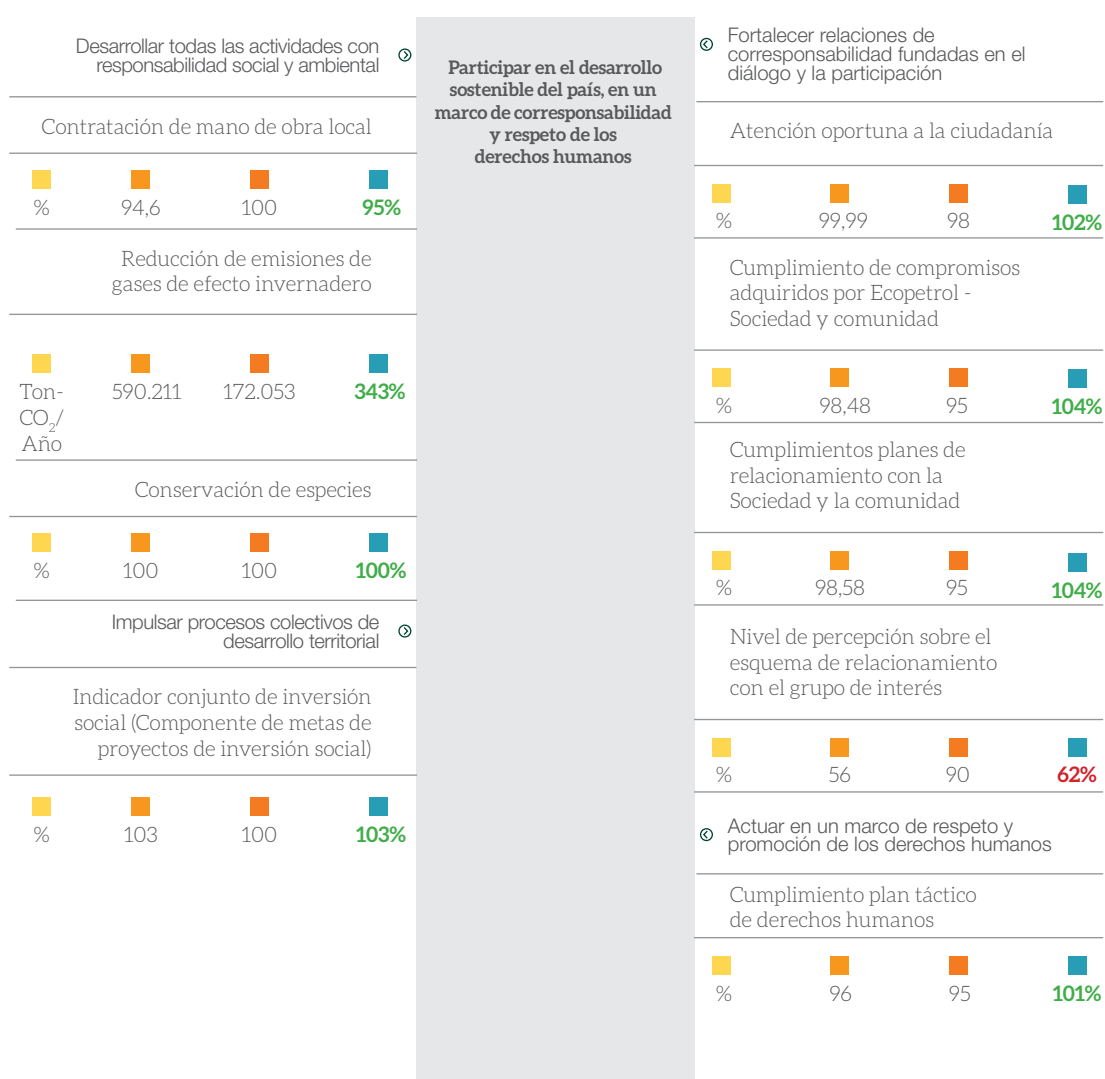 Desarrollar todas las actividades con
responsabilidad social y ambiental
Contratación de mano de obra local
% 94,6 100 95%
Reducción de emisiones de
gases de efecto invernadero
Ton- 590.211 172.053 343%
CO₂/
Año
Conservación de especies
% 100 100 100%
Impulsar procesos colectivos de
desarrollo territorial
Indicador conjunto de inversión
social (Componente de metas de
proyectos de inversión social)
% 103 100 103%
Participar en el desarrollo
sostenible del país, en un
marco de corresponsabilidad
y respeto de los
derechos humanos
Fortalecer relaciones de
corresponsabilidad fundadas en el
diálogo y la participación
Atención oportuna a la ciudadanía
% 99,99 98 102%
Cumplimiento de compromisos
adquiridos por Ecopetrol -
Sociedad y comunidad
% 98,48 95 104%
Cumplimientos planes de
relacionamiento con la
Sociedad y la comunidad
% 98,58 95 104%
Nivel de percepción sobre el
esquema de relacionamiento
con el grupo de interés
% 56 90 62%
Actuar en un marco de respeto y
promoción de los derechos humanos
Cumplimiento plan táctico
de derechos humanos
% 96 95 101%